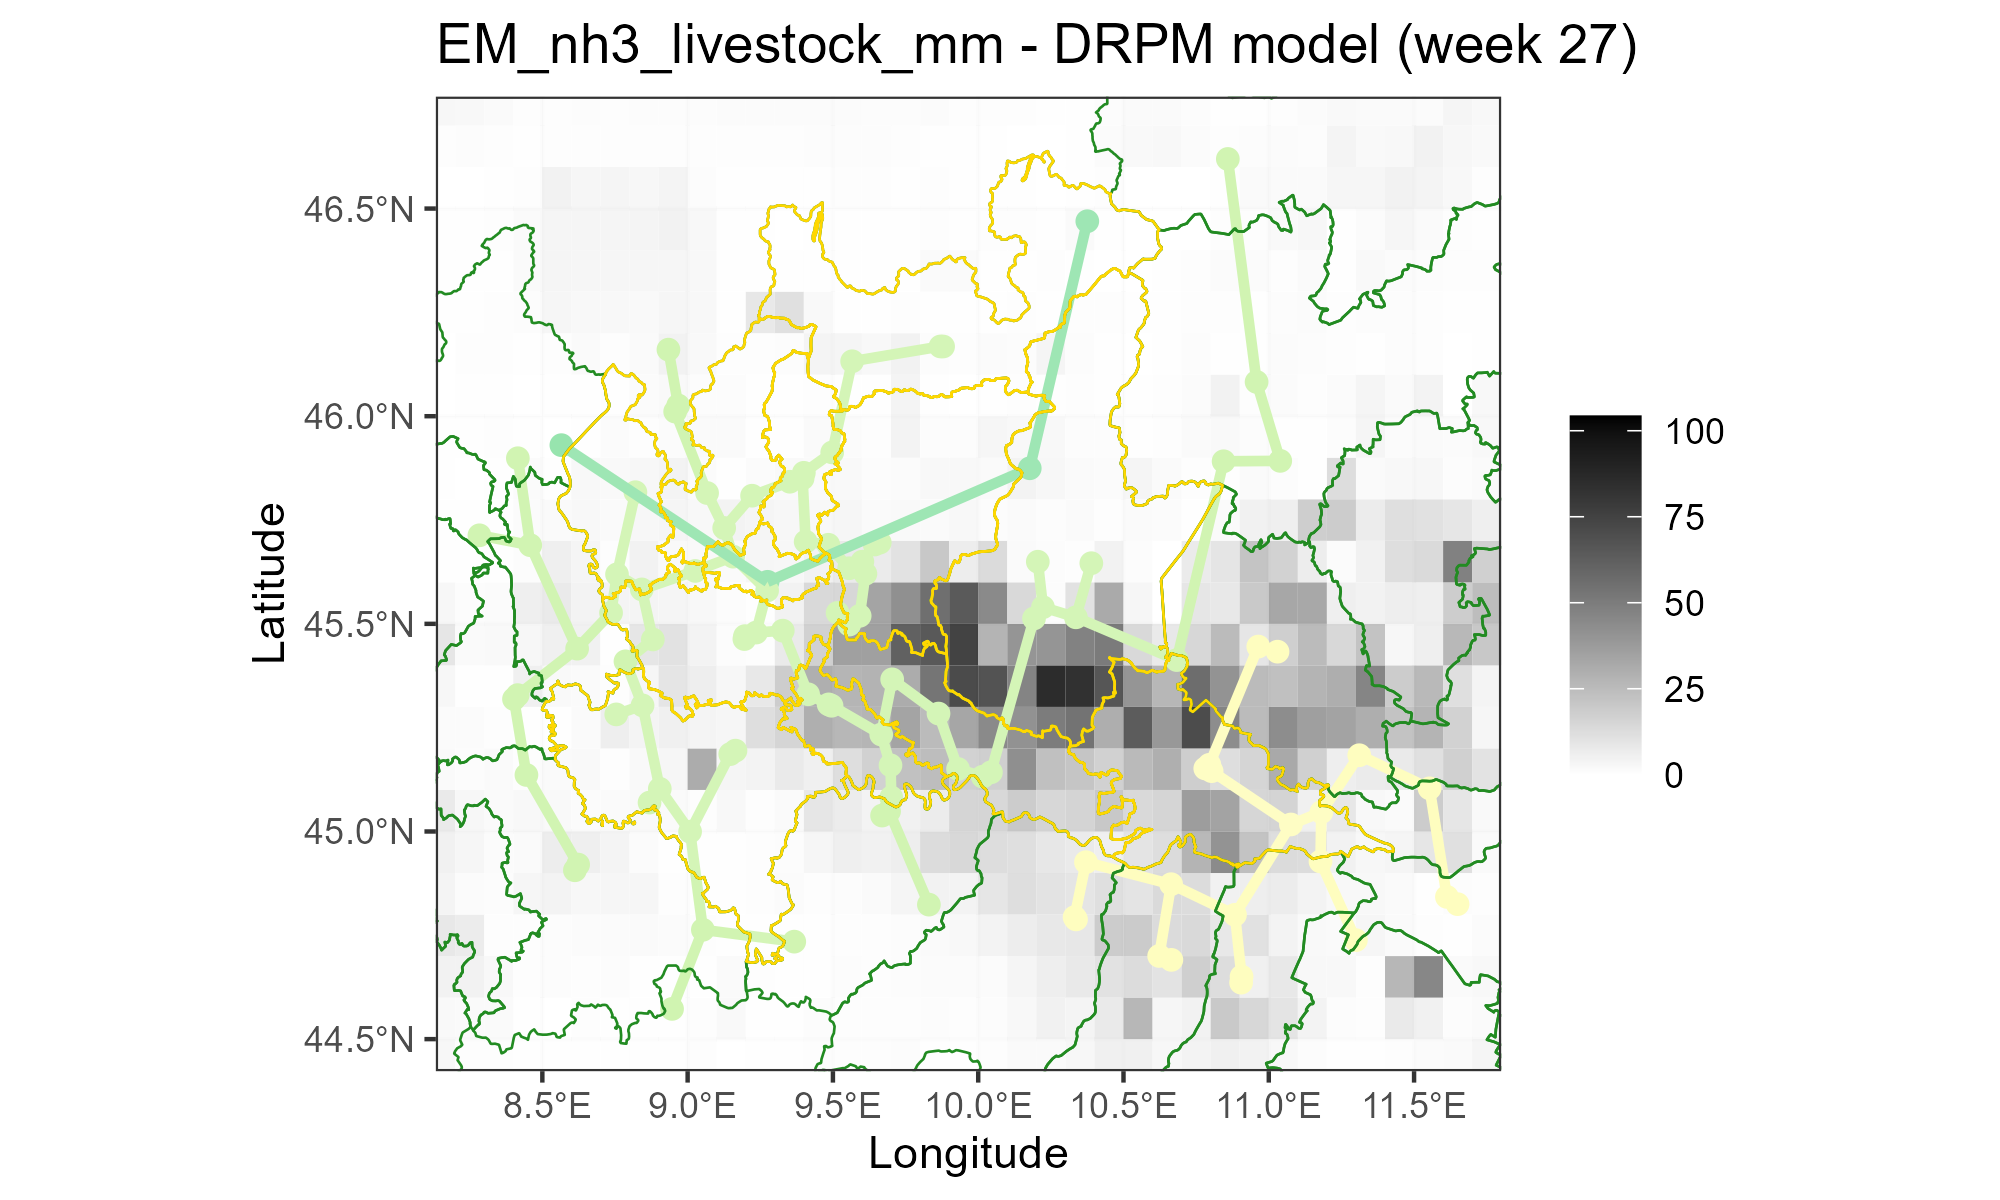 EM_nh3_livestock_mm - DRPM model (week 27)
Latitude
46.5°N
46.0°N
45.5°N
45.0°N
44.5°N
8.5°E 9.0°E 9.5°E 10.0°E 10.5°E 11.0°E 11.5°E
Longitude
100
75
50
25
0